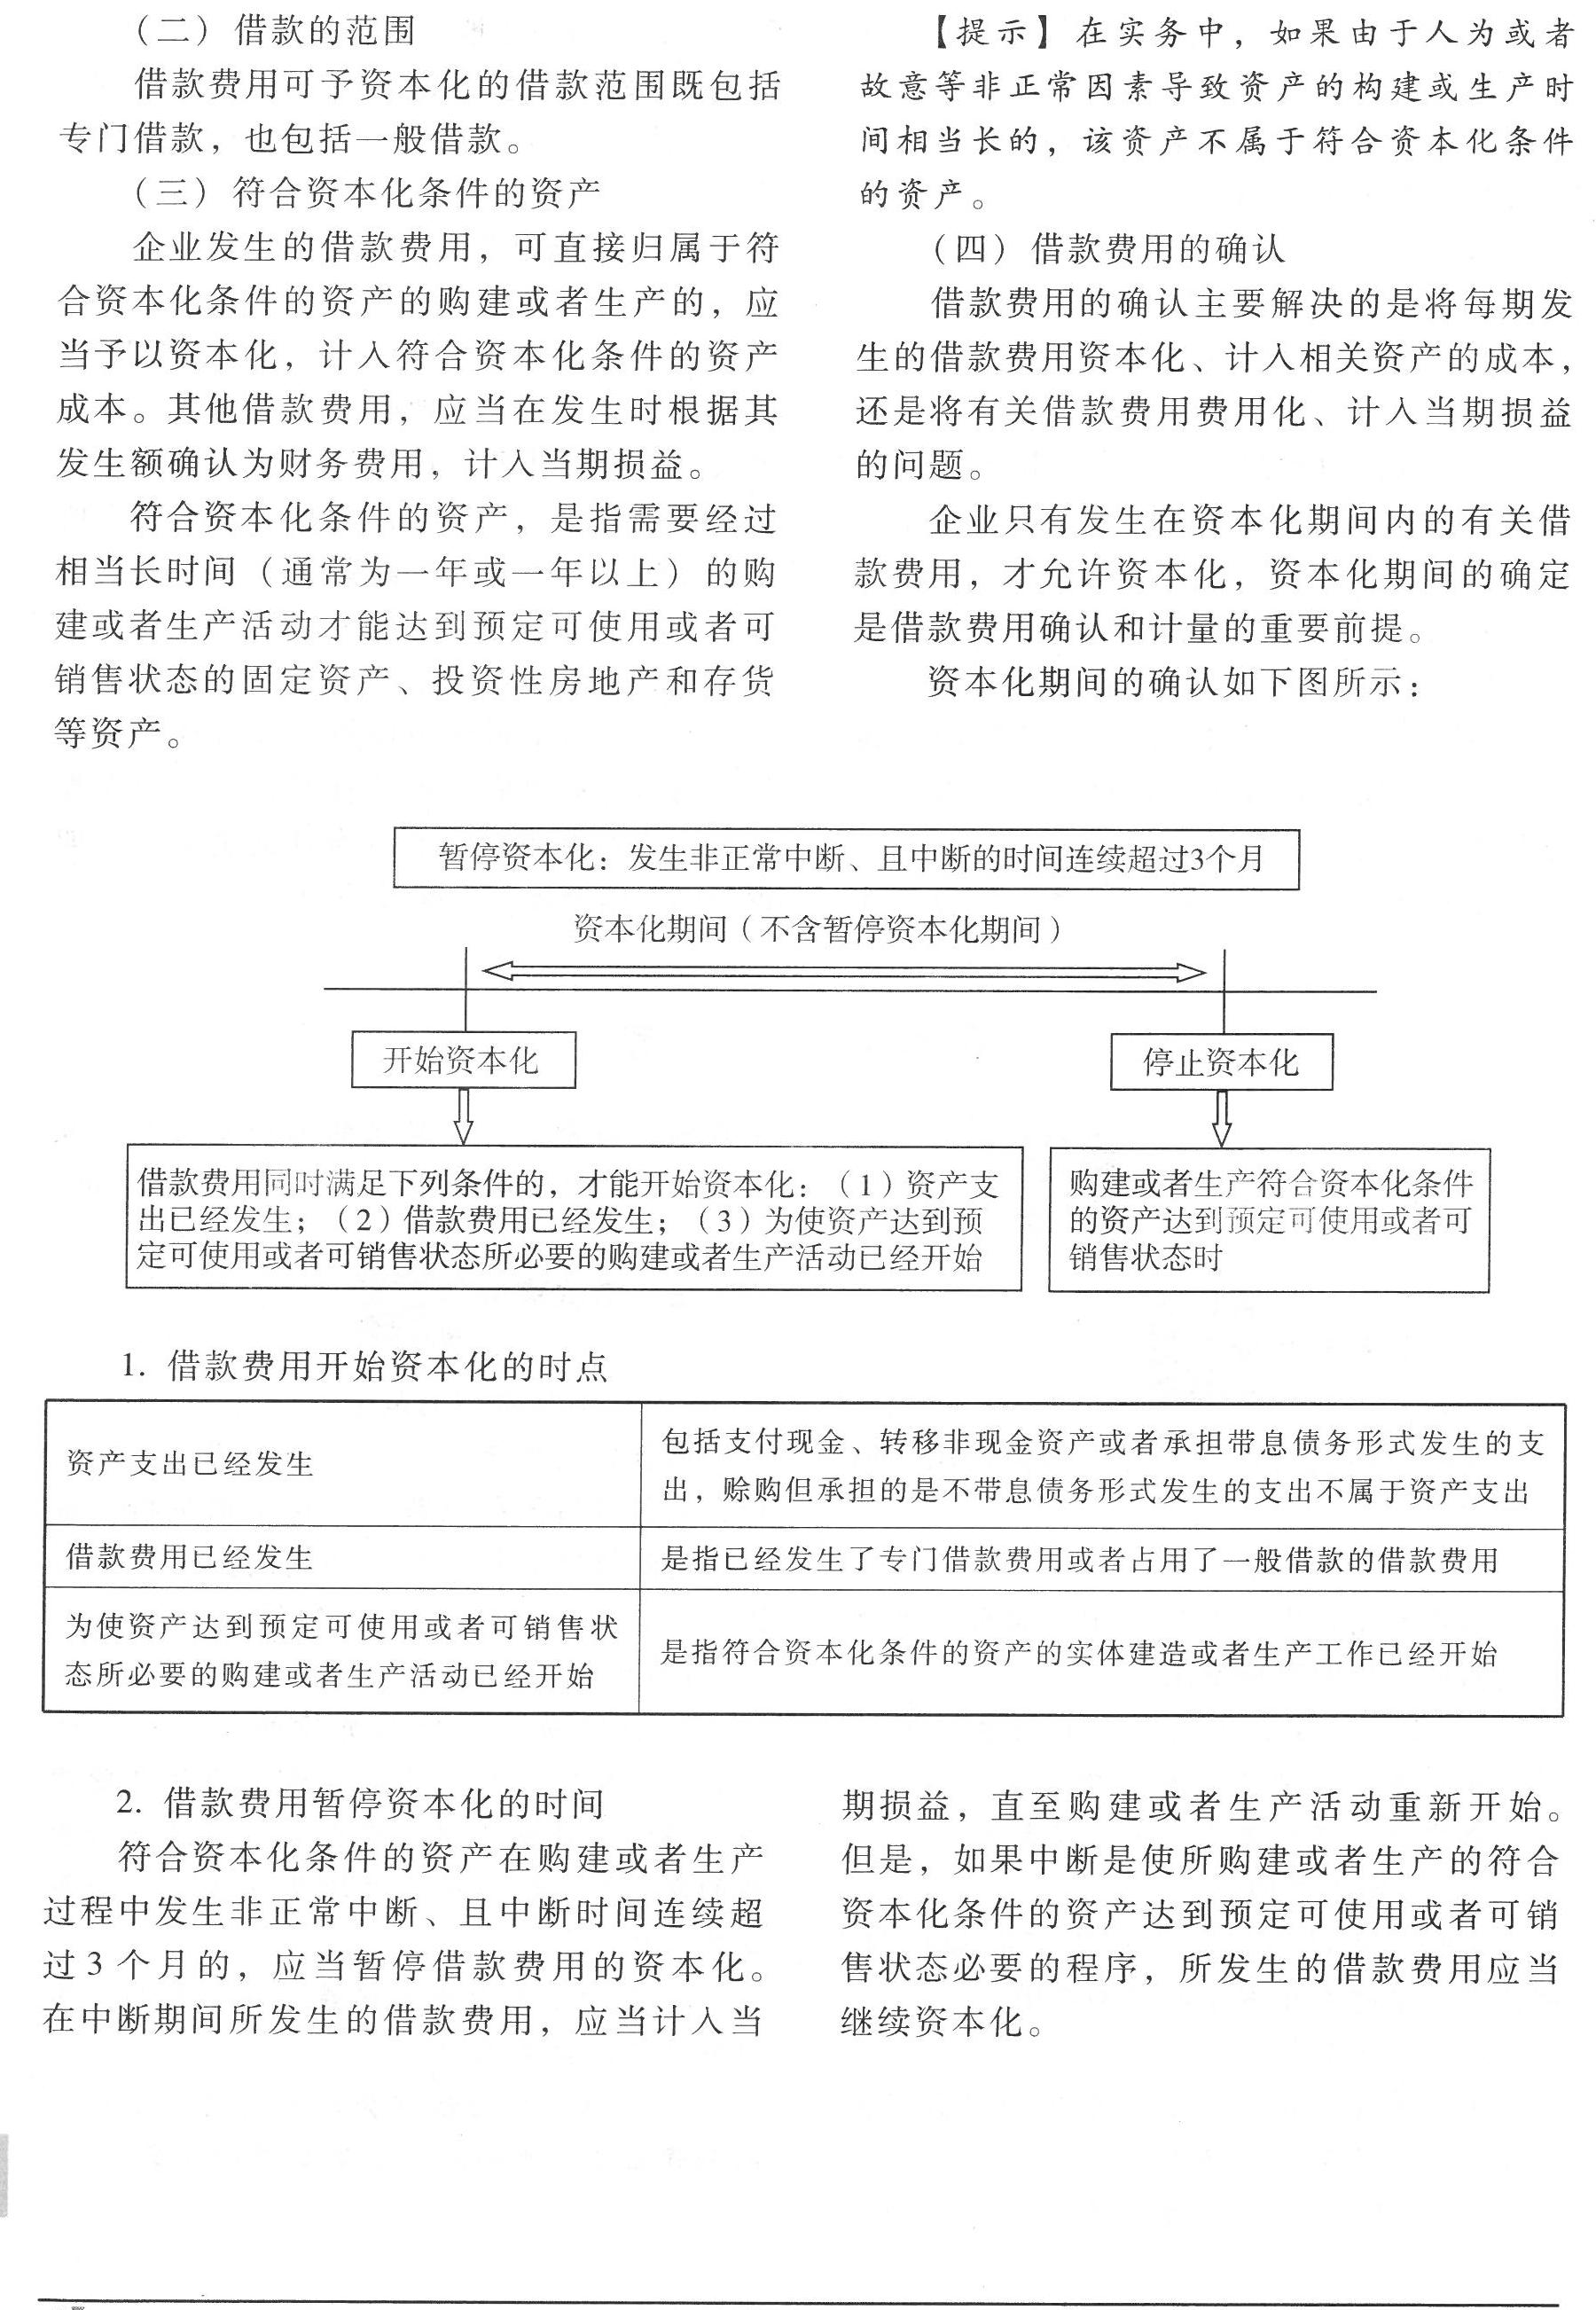 （二）借款的范围
借款费用可予资本化的借款范围既包括
专门借款，也包括一般借款。
（三）符合资本化条件的资产
企业发生的借款费用，可直接归属于符
合资本化条件的资产的购建或者生产的，应
当予以资本化，计入符合资本化条件的资产
成本。其他借款费用，应当在发生时根据其
发生额确认为财务费用，计入当期损益。
符合资本化条件的资产，是指需要经过
相当长时间（通常为一年或一年以上）的购
建或者生产活动才能达到预定可使用或者可
销售状态的固定资产、投资性房地产和存货
等资产。
【提示】在实务中，如果由于人为或者
故意等非正常因素导致资产的构建或生产时
间相当长的，该资产不属于符合资本化条件
的资产。
（四）借款费用的确认
借款费用的确认主要解决的是将每期发
生的借款费用资本化、计入相关资产的成本，
还是将有关借款费用费用化、计入当期损益
的问题。
企业只有发生在资本化期间内的有关借
款费用，才允许资本化，资本化期间的确定
是借款费用确认和计量的重要前提。
资本化期间的确认如下图所示：
暂停资本化：发生非正常中断、且中断的时间连续超过3个月
资本化期间（不含暂停资本化期间）
开始资本化
停止资本化
借款费用同时满足下列条件的，才能开始资本化：（1）资产支
出已经发生；（2）借款费用已经发生；（3）为使资产达到预
定可使用或者可销售状态所必要的购建或者生产活动已经开始
购建或者生产符合资本化条件
的资产达到预定可使用或者可
销售状态时
1. 借款费用开始资本化的时点
资产支出已经发生
包括支付现金、转移非现金资产或者承担带息债务形式发生的支
出，赊购但承担的是不带息债务形式发生的支出不属于资产支出
借款费用已经发生
是指已经发生了专门借款费用或者占用了一般借款的借款费用
为使资产达到预定可使用或者可销售状
态所必要的购建或者生产活动已经开始
是指符合资本化条件的资产的实体建造或者生产工作已经开始
2. 借款费用暂停资本化的时间
符合资本化条件的资产在购建或者生产
过程中发生非正常中断、且中断时间连续超
过 3 个月的，应当暂停借款费用的资本化。
在中断期间所发生的借款费用，应当计入当
期损益，直至购建或者生产活动重新开始。
但是，如果中断是使所购建或者生产的符合
资本化条件的资产达到预定可使用或者可销
售状态必要的程序，所发生的借款费用应当
继续资本化。